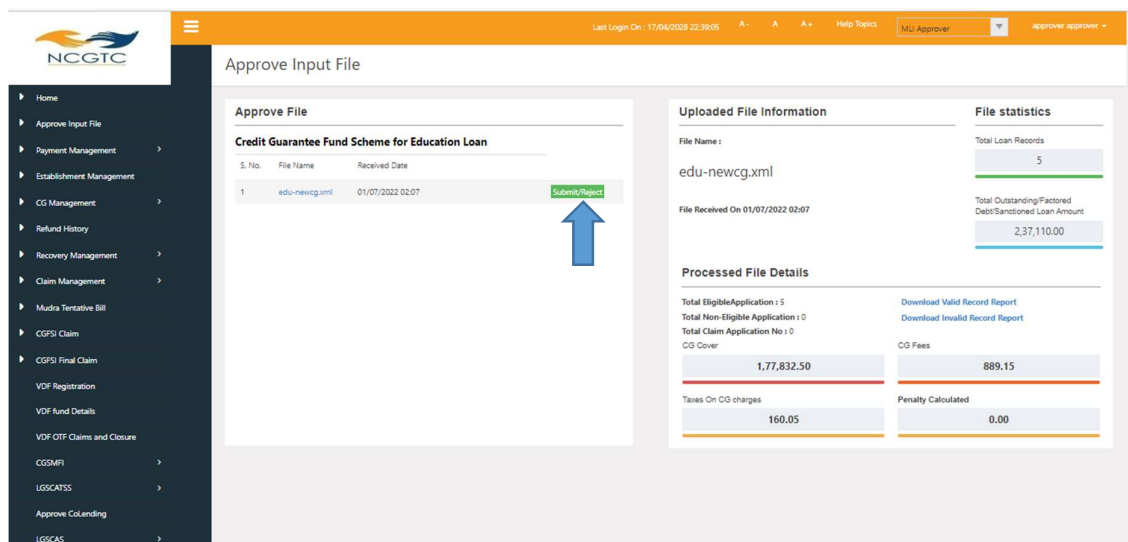 NCGTC
Last Login On : 17/04/2028 22:39:05 A- A A+ Help Topics MLI Approver approver approver
Approve Input File
Home
Approve Input File
Payment Management
Establishment Management
CG Management
Refund History
Recovery Management
Claim Management
Mudra Tentative Bill
CGFSI Claim
CGFSI Final Claim
VDF Registration
VDF fund Details
VDF OTF Claims and Closure
CGSMFI
LGSCATSS
Approve CoLending
LGSCAS
Approve File
Credit Guarantee Fund Scheme for Education Loan
S. No. File Name Received Date
1 edu-newcg.xml 01/07/2022 02:07 Submit/Reject
Uploaded File Information
File Name :
edu-newcg.xml
File Received On 01/07/2022 02:07
File statistics
Total Loan Records
5
Total Outstanding/Factored
Debt/Sanctioned Loan Amount
2,37,110.00
Processed File Details
Total EligibleApplication : 5
Total Non-Eligible Application : 0
Total Claim Application No : 0
Download Valid Record Report
Download Invalid Record Report
CG Cover
1,77,832.50
CG Fees
889.15
Taxes On CG charges
160.05
Penalty Calculated
0.00